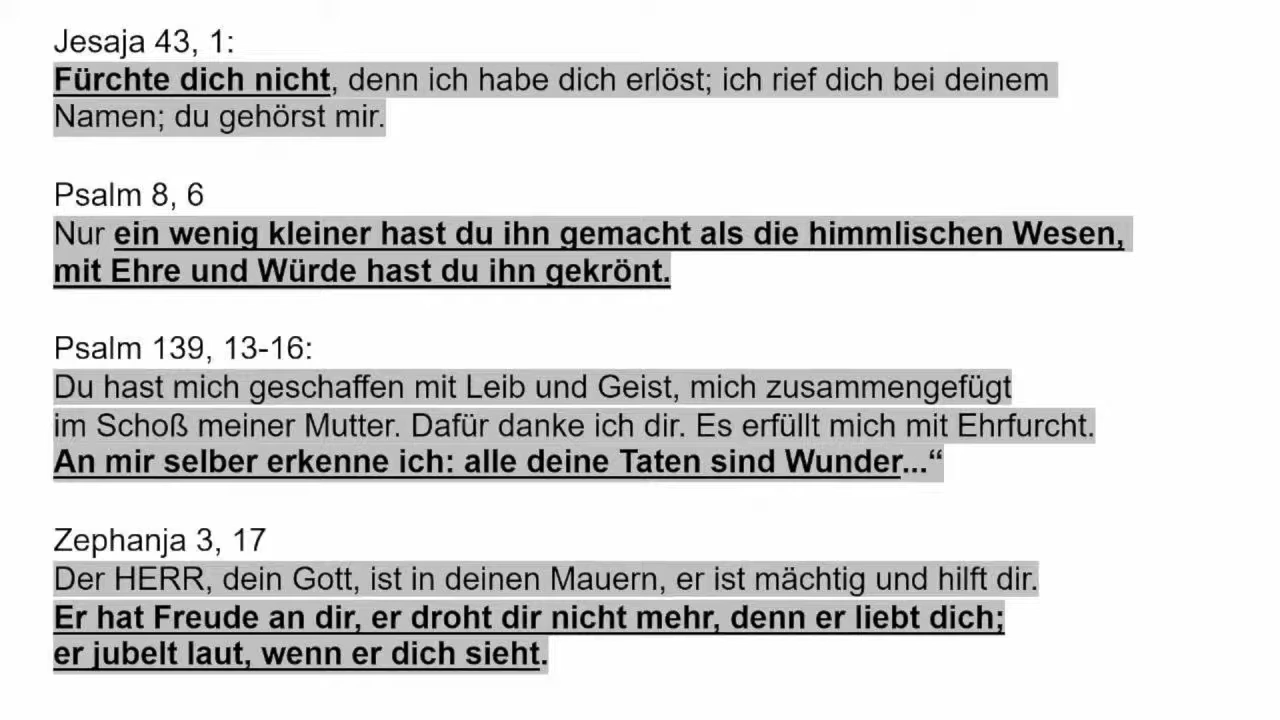 Jesaja 43, 1:
Fürchte dich nicht, denn ich habe dich erlöst; ich rief dich bei deinem
Namen; du gehörst mir.
Psalm 8, 6
Nur ein wenig kleiner hast du ihn gemacht als die himmlischen Wesen,
mit Ehre und Würde hast du ihn gekrönt.
Psalm 139, 13-16:
Du hast mich geschaffen mit Leib und Geist, mich zusammengefügt
im Schoß meiner Mutter. Dafür danke ich dir. Es erfüllt mich mit Ehrfurcht.
An mir selber erkenne ich: alle deine Taten sind Wunder...“
Zephanja 3, 17
Der HERR, dein Gott, ist in deinen Mauern, er ist mächtig und hilft dir.
Er hat Freude an dir, er droht dir nicht mehr, denn er liebt dich;
er jubelt laut, wenn er dich sieht.